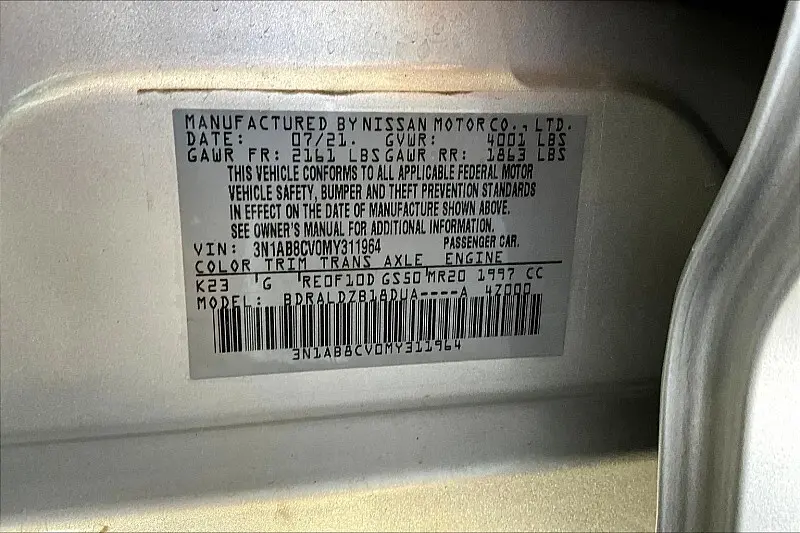 MANUFACTURED BY NISSAN MOTOR CO., LTD.
DATE: 07/21. GVWR: 4001 LBS
GAWR FR: 2161 LBS GAWR RR: 1863 LBS
THIS VEHICLE CONFORMS TO ALL APPLICABLE FEDERAL MOTOR
VEHICLE SAFETY, BUMPER AND THEFT PREVENTION STANDARDS
IN EFFECT ON THE DATE OF MANUFACTURE SHOWN ABOVE.
SEE OWNER'S MANUAL FOR ADDITIONAL INFORMATION.
VIN: 3N1AB8CV0MY311964 PASSENGER CAR.
COLOR TRIM TRANS AXLE ENGINE
K23 G RE0F10D GS50 MR20 1997 CC
MODEL: BDRALDZB18DUA----A 4Z000
3N1AB8CV0MY311964